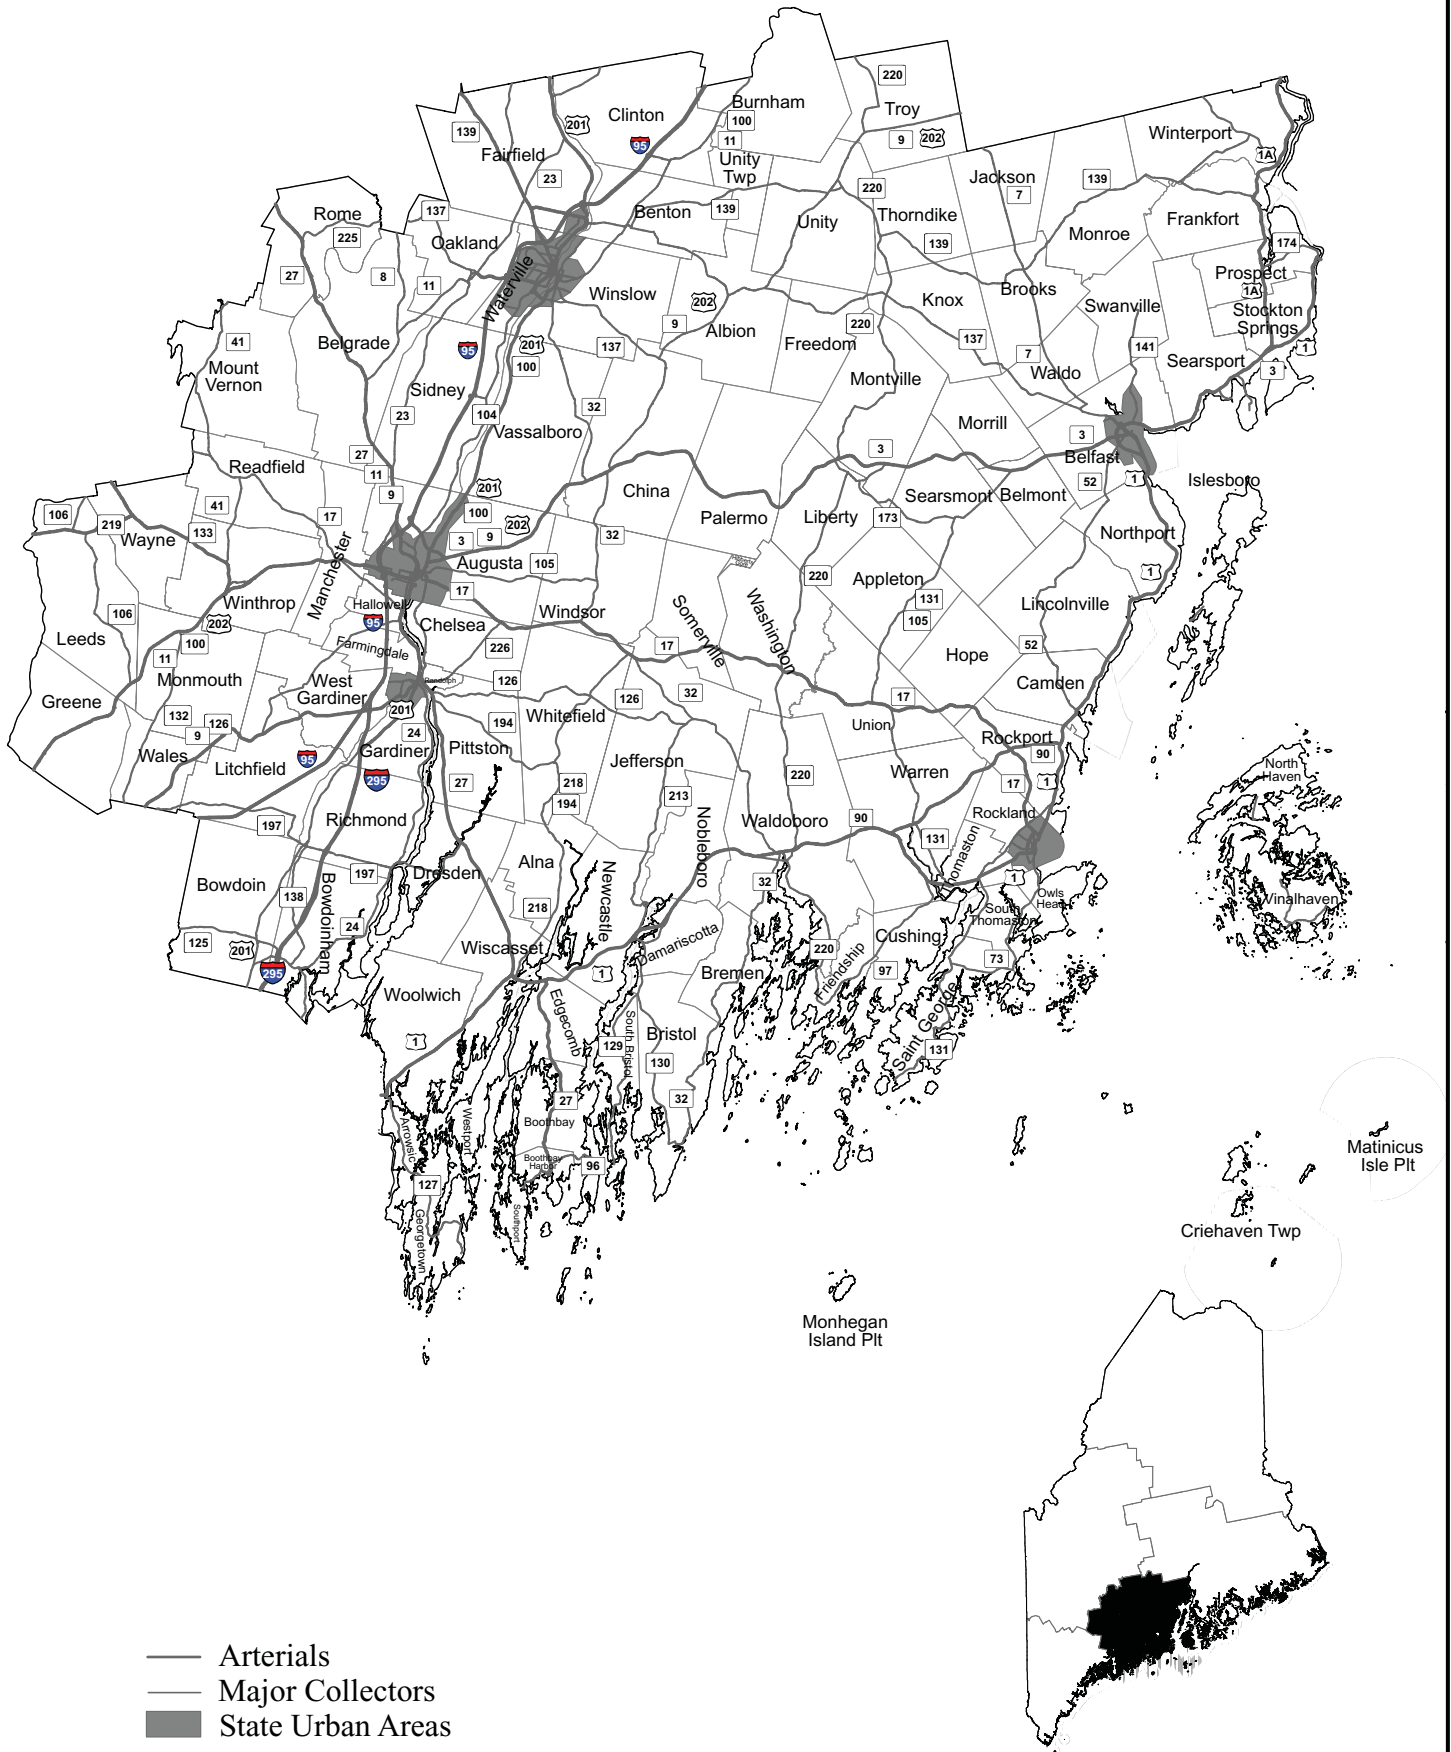 220
Burnham
Troy
Clinton
100
201
139
Winterport
9
202
11
95
Fairfield
1A
Unity
Twp
Jackson
23
139
220
7
Rome
137
Benton
139
Unity
Thorndike
Frankfort
225
Oakland
139
Monroe
174
27
8
11
Waterville
Prospect
1A
Winslow
202
Knox
Brooks
Swanville
Stockton
Springs
9
Albion
220
41
Belgrade
95
201
137
Freedom
137
141
1
Mount
Vernon
100
7
Searsport
3
Waldo
Montville
Sidney
23
104
32
Vassalboro
Morrill
3
27
3
Belfast
Readfield
11
9
201
China
52
1
Islesboro
41
Searsmont
Belmont
106
219
17
100
202
Palermo
Liberty
173
Wayne
133
3
9
32
Northport
Manchester
Augusta
105
1
17
220
Appleton
131
Winthrop
Hallowell
Somerville
Washington
Lincolnville
106
202
95
Chelsea
Windsor
105
Leeds
100
Farmingdale
226
17
52
11
Hope
Monmouth
West
Gardiner
Randolph
126
Camden
Greene
126
32
17
132
126
201
194
Whitefield
Union
9
24
Rockport
Wales
Gardiner
Pittston
90
Litchfield
95
Jefferson
Warren
North
Haven
295
27
218
220
17
1
194
213
Nobleboro
Rockland
197
Richmond
Waldoboro
90
131
Thomaston
Alna
Newcastle
197
Dresden
Bowdoin
Bowdoinham
32
1
138
Owls
Head
Vinalhaven
218
South
Thomaston
24
125
201
Wiscasset
Damariscotta
220
Cushing
295
1
Bremen
Friendship
97
73
Woolwich
Edgecomb
South Bristol
Bristol
Saint George
1
129
131
130
27
32
Arrowsic
Westport
Boothbay
Matinicus
Isle Plt
Boothbay
Harbor
96
127
Georgetown
Southport
Criehaven Twp
Monhegan
Island Plt
Arterials
Major Collectors
State Urban Areas